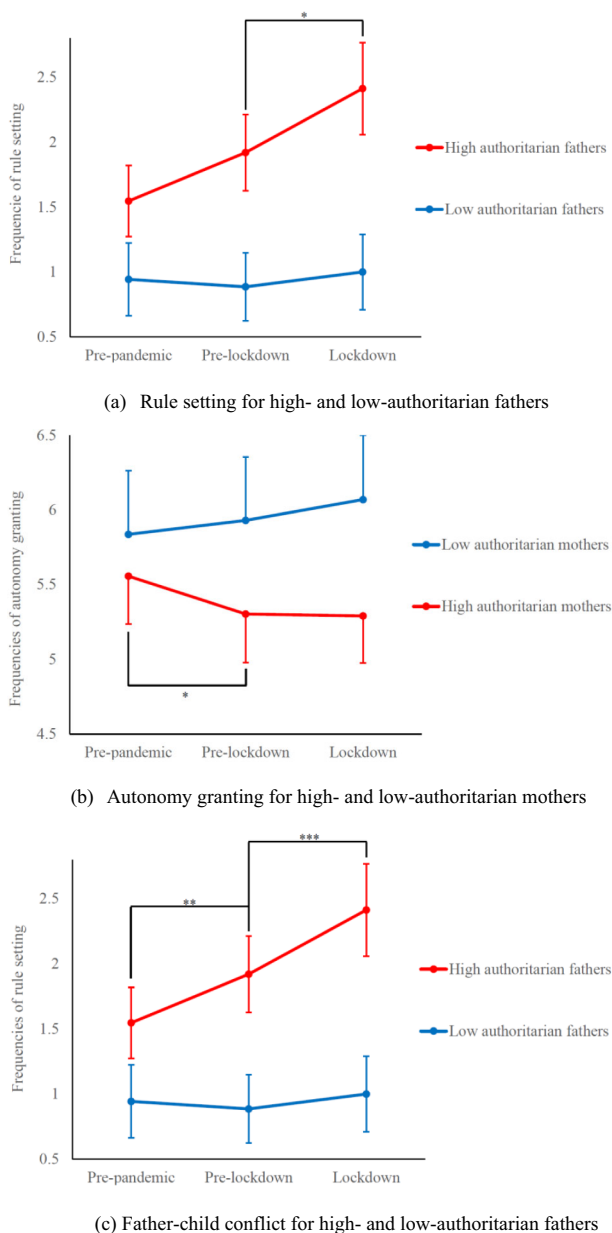 *
2.5
2
1.5
1
0.5
Frequencie of rule setting
High authoritarian fathers
Low authoritarian fathers
Pre-pandemic Pre-lockdown Lockdown
(a) Rule setting for high- and low-authoritarian fathers
6.5
6
5.5
5
4.5
Frequencies of autonomy granting
Low authoritarian mothers
High authoritarian mothers
*
Pre-pandemic Pre-lockdown Lockdown
(b) Autonomy granting for high- and low-authoritarian mothers
***
**
2.5
2
1.5
1
0.5
Frequencies of rule setting
High authoritarian fathers
Low authoritarian fathers
Pre-pandemic Pre-lockdown Lockdown
(c) Father-child conflict for high- and low-authoritarian fathers